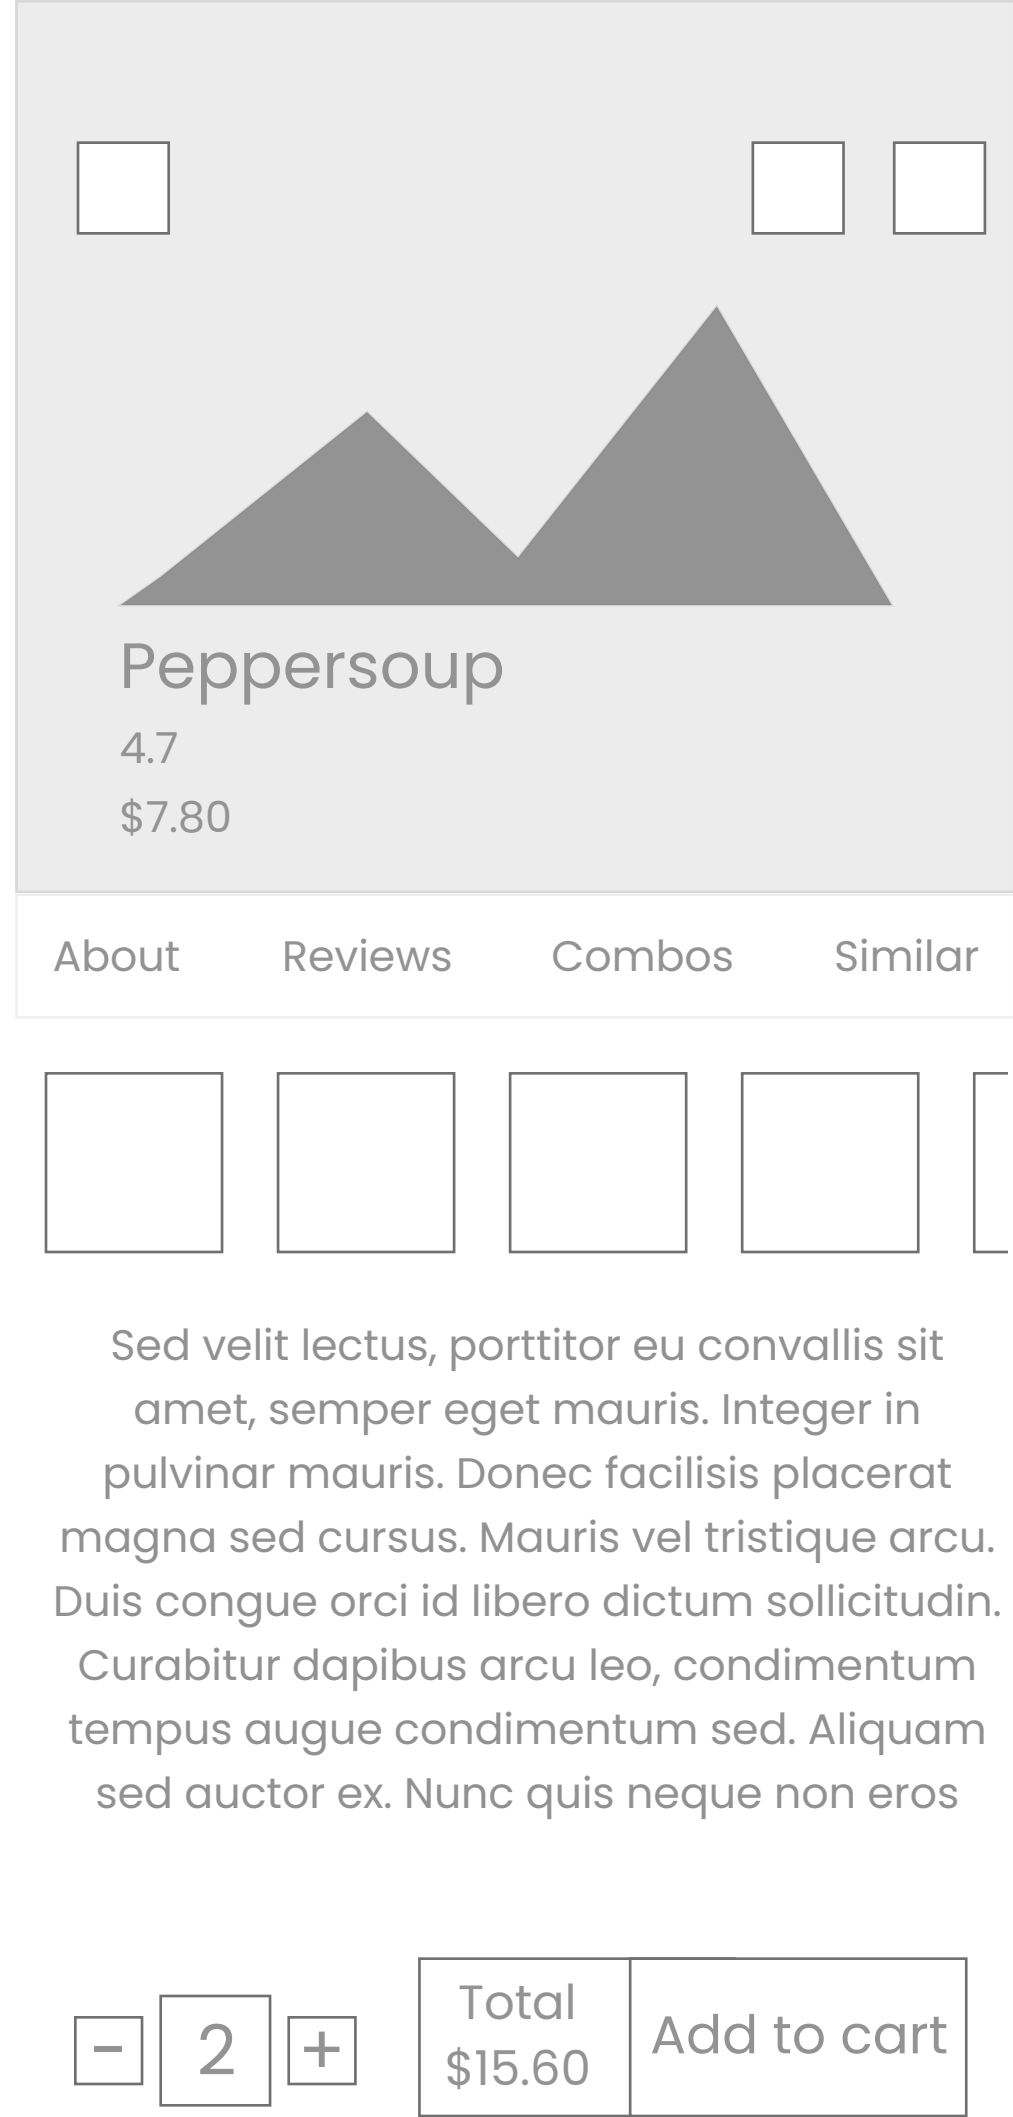 Peppersoup
4.7
$7.80
About Reviews Combos Similar
Sed velit lectus, porttitor eu convallis sit
amet, semper eget mauris. Integer in
pulvinar mauris. Donec facilisis placerat
magna sed cursus. Mauris vel tristique arcu.
Duis congue orci id libero dictum sollicitudin.
Curabitur dapibus arcu leo, condimentum
tempus augue condimentum sed. Aliquam
sed auctor ex. Nunc quis neque non eros
- 2 +
Total
$15.60
Add to cart